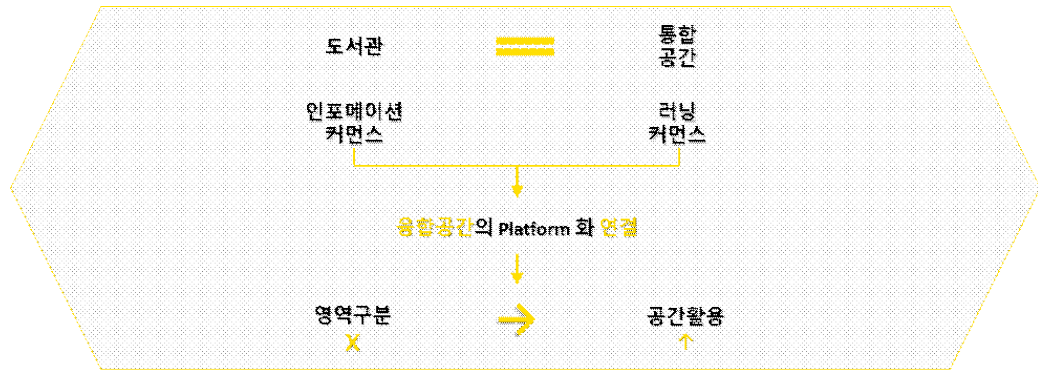 도서관
통합
공간
인포메이션
커먼스
러닝
커먼스
융합공간의 Platform 화 연결
영역구분
X
공간활용
↑